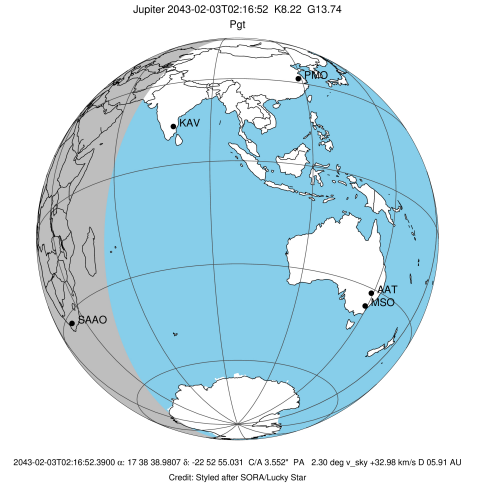 Jupiter 2043-02-03T02:16:52 K8.22 G13.74
Pgt
PMO
KAV
AAT
MSO
SAAO
2043-02-03T02:16:52.3900 α: 17 38 38.9807 δ: -22 52 55.031 C/A 3.552" PA 2.30 deg v_sky +32.98 km/s D 05.91 AU
Credit: Styled after SORA/Lucky Star